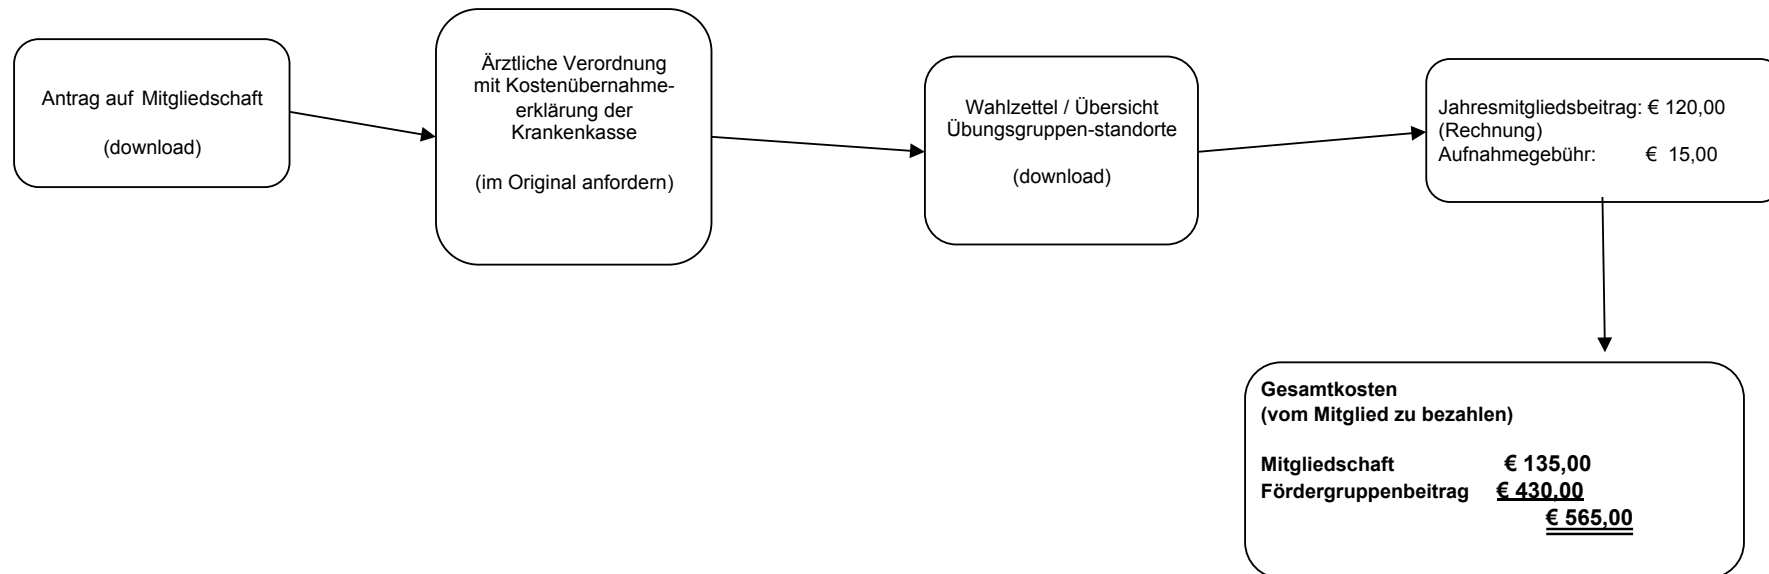 Antrag auf Mitgliedschaft
(download)
Ärztliche Verordnung
mit Kostenübernahme-
erklärung der
Krankenkasse
(im Original anfordern)
Wahlzettel / Übersicht
Übungsgruppen-standorte
(download)
Jahresmitgliedsbeitrag: € 120,00
(Rechnung)
Aufnahmegebühr: € 15,00
Gesamtkosten
(vom Mitglied zu bezahlen)
Mitgliedschaft € 135,00
Fördergruppenbeitrag € 430,00
€ 565,00